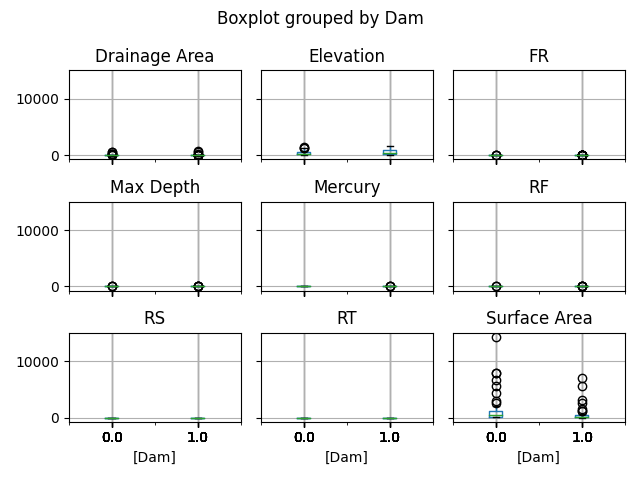 Boxplot grouped by Dam
Drainage Area Elevation FR
10000
0
Max Depth Mercury RF
10000
0
RS RT Surface Area
10000
0
0.0 1.0 0.0 1.0 0.0 1.0
[Dam] [Dam] [Dam]